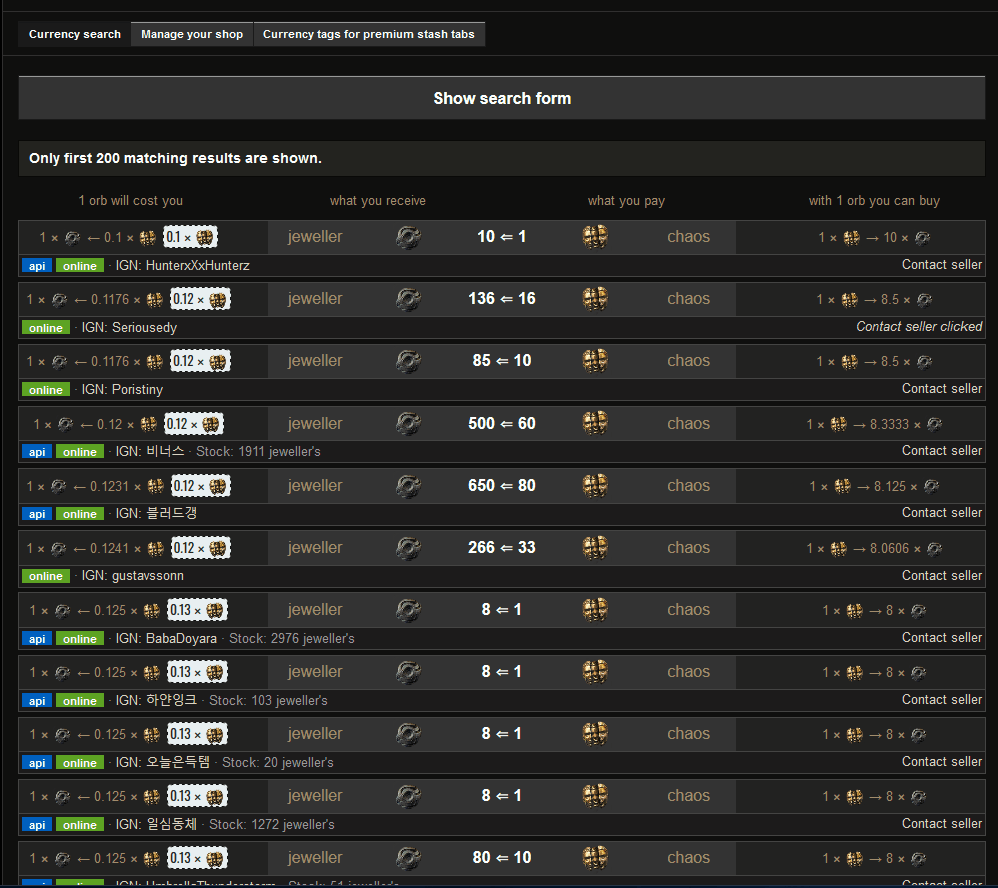 Currency search Manage your shop Currency tags for premium stash tabs
Show search form
Only first 200 matching results are shown.
1 orb will cost you what you receive what you pay with 1 orb you can buy
1 × ← 0.1 × 0.1 × jeweller 10 ⇐ 1 chaos 1 × → 10 ×
api online · IGN: HunterxXxHunterz Contact seller
1 × ← 0.1176 × 0.12 × jeweller 136 ⇐ 16 chaos 1 × → 8.5 ×
online · IGN: Seriousedy Contact seller clicked
1 × ← 0.1176 × 0.12 × jeweller 85 ⇐ 10 chaos 1 × → 8.5 ×
online · IGN: Poristiny Contact seller
1 × ← 0.12 × 0.12 × jeweller 500 ⇐ 60 chaos 1 × → 8.3333 ×
api online · IGN: 비너스 · Stock: 1911 jeweller's Contact seller
1 × ← 0.1231 × 0.12 × jeweller 650 ⇐ 80 chaos 1 × → 8.125 ×
api online · IGN: 블러드갱 Contact seller
1 × ← 0.1241 × 0.12 × jeweller 266 ⇐ 33 chaos 1 × → 8.0606 ×
online · IGN: gustavssonn Contact seller
1 × ← 0.125 × 0.13 × jeweller 8 ⇐ 1 chaos 1 × → 8 ×
api online · IGN: BabaDoyara · Stock: 2976 jeweller's Contact seller
1 × ← 0.125 × 0.13 × jeweller 8 ⇐ 1 chaos 1 × → 8 ×
api online · IGN: 하얀잉크 · Stock: 103 jeweller's Contact seller
1 × ← 0.125 × 0.13 × jeweller 8 ⇐ 1 chaos 1 × → 8 ×
api online · IGN: 오늘은득템 · Stock: 20 jeweller's Contact seller
1 × ← 0.125 × 0.13 × jeweller 8 ⇐ 1 chaos 1 × → 8 ×
api online · IGN: 일심동체 · Stock: 1272 jeweller's Contact seller
1 × ← 0.125 × 0.13 × jeweller 80 ⇐ 10 chaos 1 × → 8 ×
IGN: UmbrellaThunderstorm · Stock: 51 jeweller's Contact seller